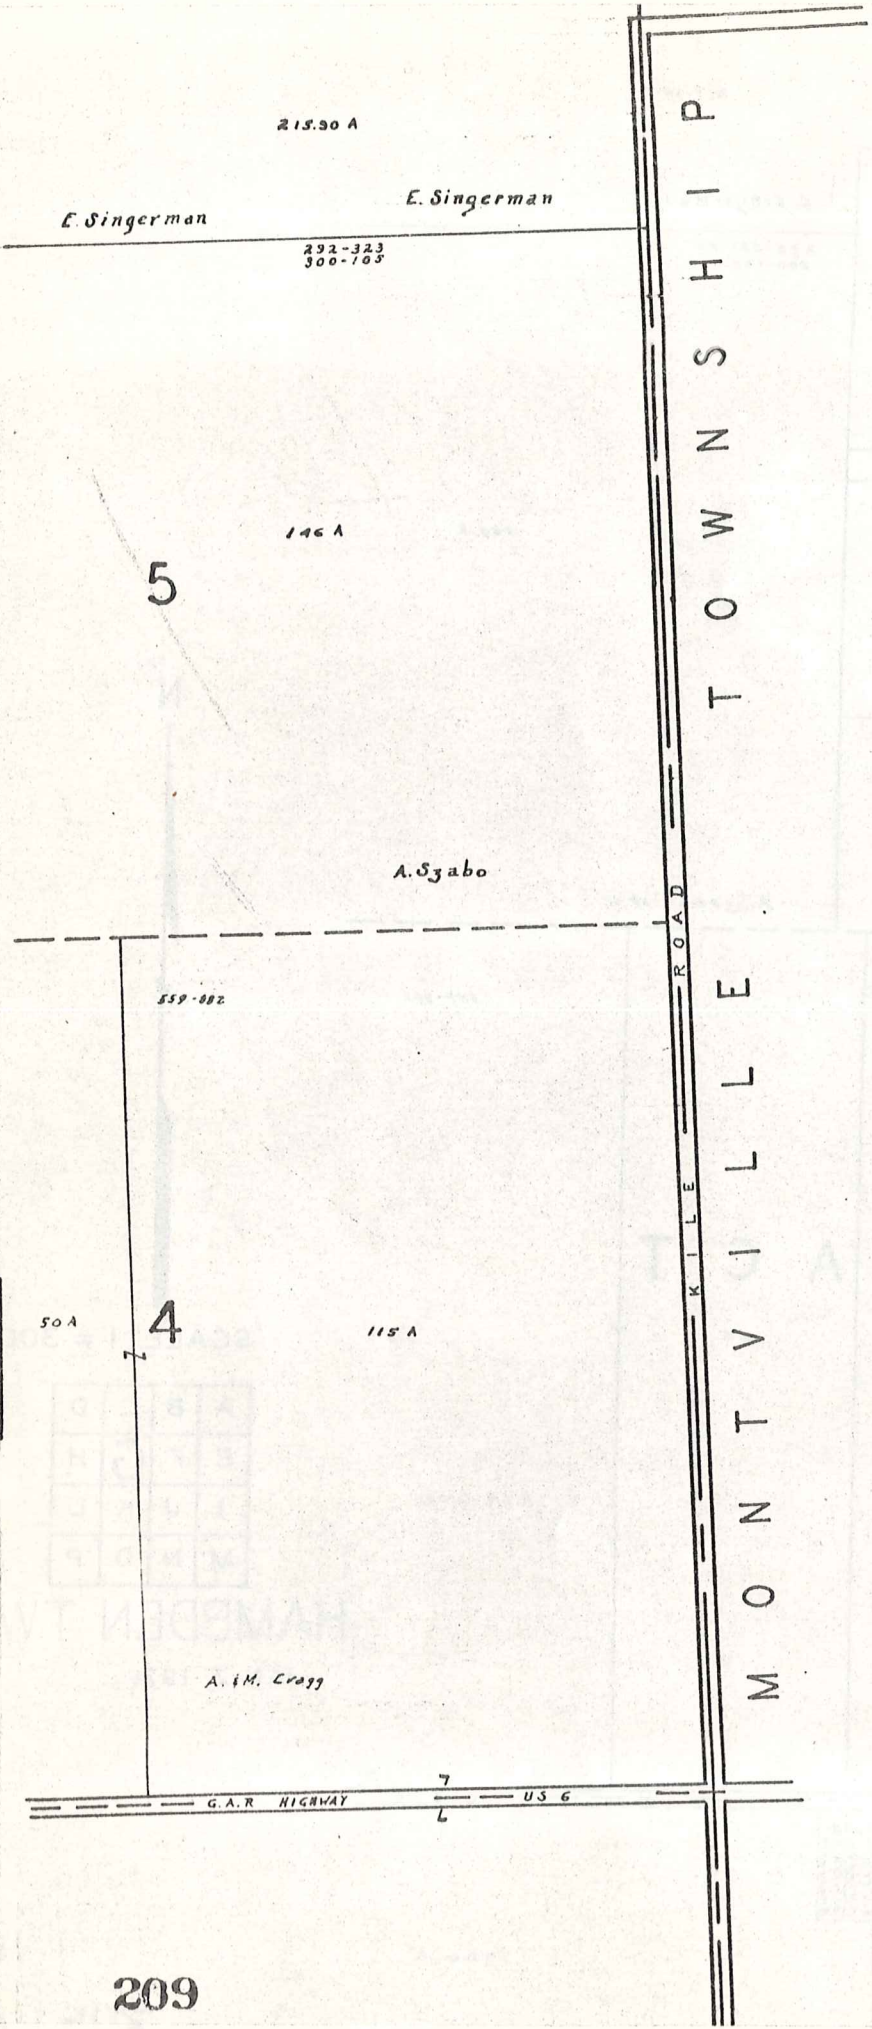 215.90 A
E. Singerman
E. Singerman
292-323
300-105
146 A
5
A. Szabo
559-882
50 A
4
115 A
A. & M. Cragg
G.A.R HIGHWAY
US 6
KILE ROAD
MONTVILLE TOWNSHIP
209